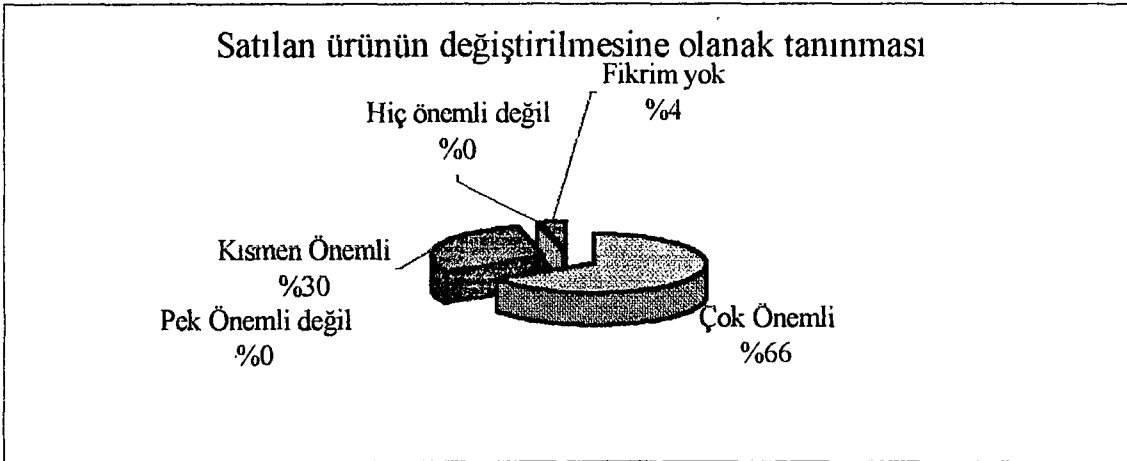 Satılan ürünün değiştirilmesine olanak tanınması
Fikrim yok
%4
Hiç önemli değil
%0
Kısmen Önemli
%30
Pek Önemli değil
%0
Çok Önemli
%66